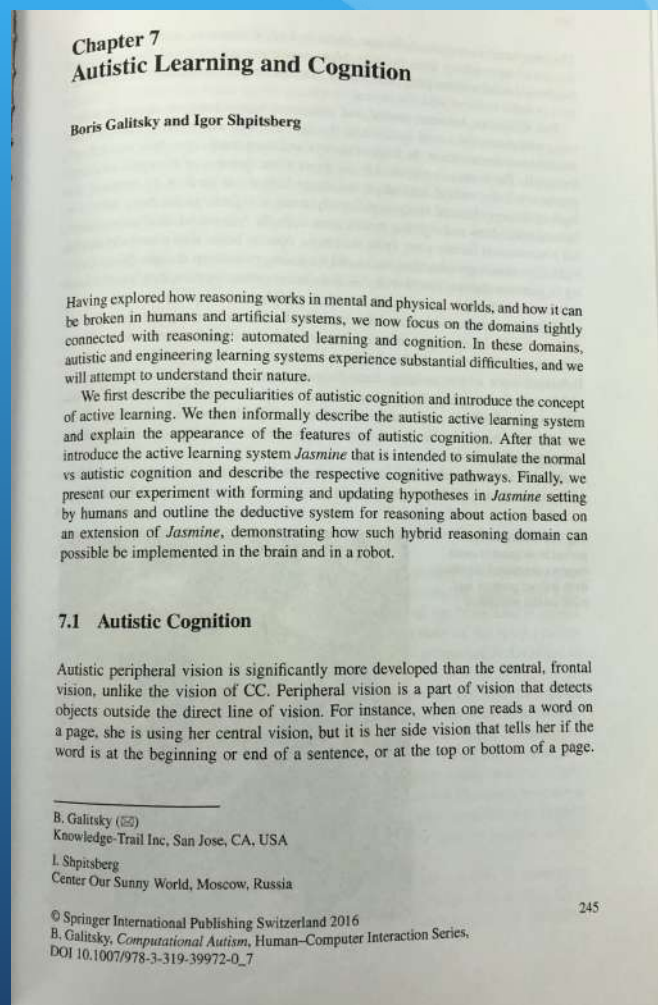 Chapter 7
Autistic Learning and Cognition
Boris Galitsky and Igor Shpitsberg
Having explored how reasoning works in mental and physical worlds, and how it can
be broken in humans and artificial systems, we now focus on the domains tightly
connected with reasoning: automated learning and cognition. In these domains,
autistic and engineering learning systems experience substantial difficulties, and we
will attempt to understand their nature.
We first describe the peculiarities of autistic cognition and introduce the concept
of active learning. We then informally describe the autistic active learning system
and explain the appearance of the features of autistic cognition. After that we
introduce the active learning system Jasmine that is intended to simulate the normal
vs autistic cognition and describe the respective cognitive pathways. Finally, we
present our experiment with forming and updating hypotheses in Jasmine setting
by humans and outline the deductive system for reasoning about action based on
an extension of Jasmine, demonstrating how such hybrid reasoning domain can
possible be implemented in the brain and in a robot.
7.1 Autistic Cognition
Autistic peripheral vision is significantly more developed than the central, frontal
vision, unlike the vision of CC. Peripheral vision is a part of vision that detects
objects outside the direct line of vision. For instance, when one reads a word on
a page, she is using her central vision, but it is her side vision that tells her if the
word is at the beginning or end of a sentence, or at the top or bottom of a page.
B. Galitsky (✉)
Knowledge-Trail Inc, San Jose, CA, USA
I. Shpitsberg
Center Our Sunny World, Moscow, Russia
© Springer International Publishing Switzerland 2016
B. Galitsky, Computational Autism, Human–Computer Interaction Series,
DOI 10.1007/978-3-319-39972-0_7
245